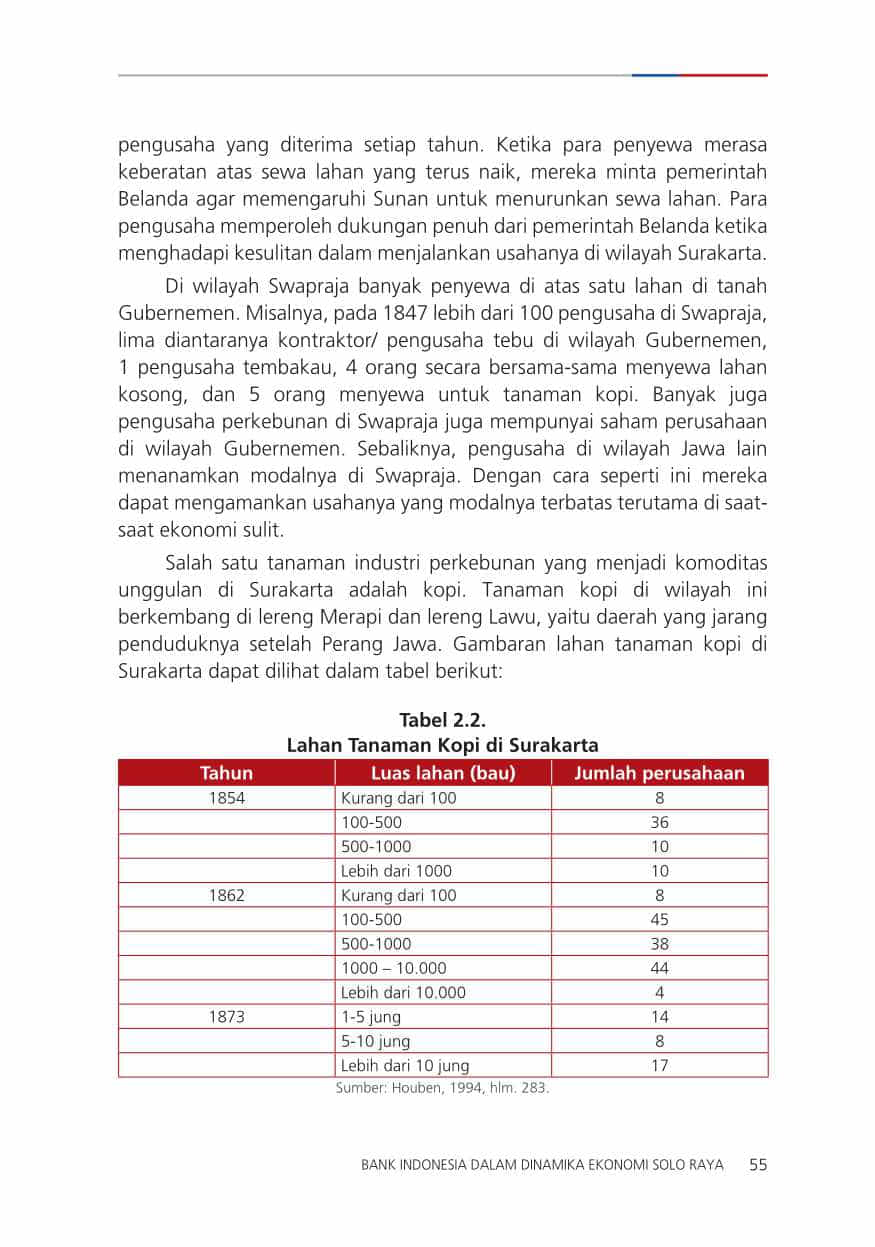 pengusaha yang diterima setiap tahun. Ketika para penyewa merasa
keberatan atas sewa lahan yang terus naik, mereka minta pemerintah
Belanda agar memengaruhi Sunan untuk menurunkan sewa lahan. Para
pengusaha memperoleh dukungan penuh dari pemerintah Belanda ketika
menghadapi kesulitan dalam menjalankan usahanya di wilayah Surakarta.
Di wilayah Swapraja banyak penyewa di atas satu lahan di tanah
Gubernemen. Misalnya, pada 1847 lebih dari 100 pengusaha di Swapraja,
lima diantaranya kontraktor/ pengusaha tebu di wilayah Gubernemen,
1 pengusaha tembakau, 4 orang secara bersama-sama menyewa lahan
kosong, dan 5 orang menyewa untuk tanaman kopi. Banyak juga
pengusaha perkebunan di Swapraja juga mempunyai saham perusahaan
di wilayah Gubernemen. Sebaliknya, pengusaha di wilayah Jawa lain
menanamkan modalnya di Swapraja. Dengan cara seperti ini mereka
dapat mengamankan usahanya yang modalnya terbatas terutama di saat-
saat ekonomi sulit.
Salah satu tanaman industri perkebunan yang menjadi komoditas
unggulan di Surakarta adalah kopi. Tanaman kopi di wilayah ini
berkembang di lereng Merapi dan lereng Lawu, yaitu daerah yang jarang
penduduknya setelah Perang Jawa. Gambaran lahan tanaman kopi di
Surakarta dapat dilihat dalam tabel berikut:
Tabel 2.2.
Lahan Tanaman Kopi di Surakarta
Tahun Luas lahan (bau) Jumlah perusahaan
1854 Kurang dari 100 8
100-500 36
500-1000 10
Lebih dari 1000 10
1862 Kurang dari 100 8
100-500 45
500-1000 38
1000 – 10.000 44
Lebih dari 10.000 4
1873 1-5 jung 14
5-10 jung 8
Lebih dari 10 jung 17
Sumber: Houben, 1994, hlm. 283.
BANK INDONESIA DALAM DINAMIKA EKONOMI SOLO RAYA 55